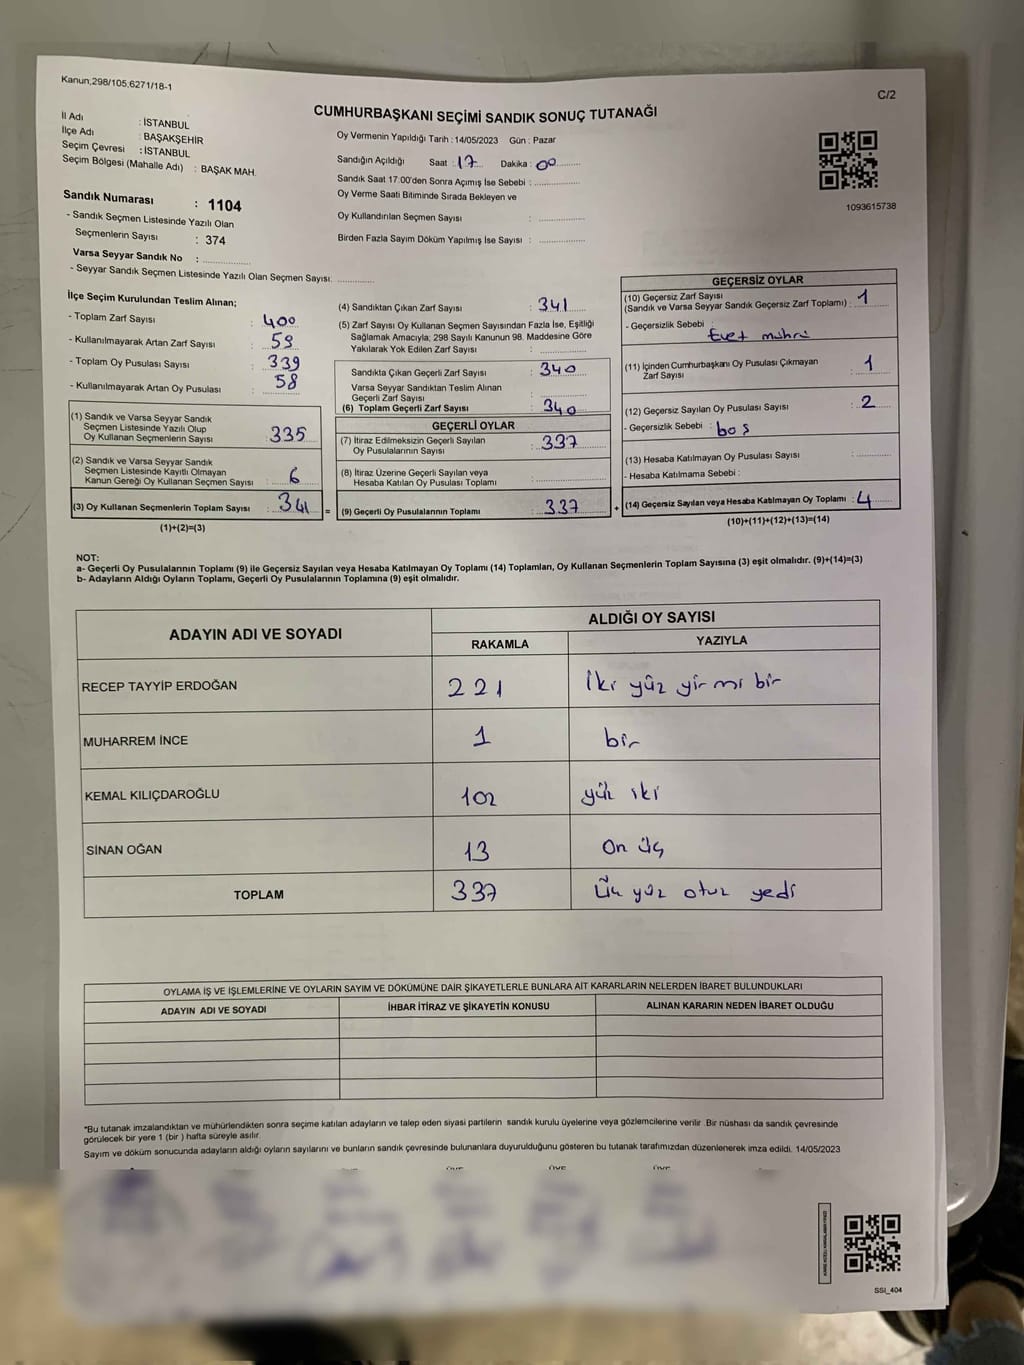 Kanun,298/105,6271/18-1
C/2
CUMHURBAŞKANI SEÇİMİ SANDIK SONUÇ TUTANAĞI
İl Adı : İSTANBUL
İlçe Adı : BAŞAKŞEHİR
Seçim Çevresi : İSTANBUL
Seçim Bölgesi (Mahalle Adı) : BAŞAK MAH.
Oy Vermenin Yapıldığı Tarih : 14/05/2023 Gün : Pazar
Sandığın Açıldığı Saat : 17 Dakika : 00
Sandık Saat 17:00'den Sonra Açımış İse Sebebi :
Oy Verme Saati Bitiminde Sırada Bekleyen ve
Oy Kullandırılan Seçmen Sayısı :
Birden Fazla Sayım Döküm Yapılmış İse Sayısı :
1093615738
Sandık Numarası : 1104
- Sandık Seçmen Listesinde Yazılı Olan
Seçmenlerin Sayısı : 374
Varsa Seyyar Sandık No :
- Seyyar Sandık Seçmen Listesinde Yazılı Olan Seçmen Sayısı:
İlçe Seçim Kurulundan Teslim Alınan;
- Toplam Zarf Sayısı : 400
- Kullanılmayarak Artan Zarf Sayısı : 59
- Toplam Oy Pusulası Sayısı : 339
- Kullanılmayarak Artan Oy Pusulası : 58
(1) Sandık ve Varsa Seyyar Sandık
Seçmen Listesinde Yazılı Olup
Oy Kullanan Seçmenlerin Sayısı : 335
(2) Sandık ve Varsa Seyyar Sandık
Seçmen Listesinde Kayıtlı Olmayan
Kanun Gereği Oy Kullanan Seçmen Sayısı : 6
(3) Oy Kullanan Seçmenlerin Toplam Sayısı : 341 =
(1)+(2)=(3)
(4) Sandıktan Çıkan Zarf Sayısı : 341
(5) Zarf Sayısı Oy Kullanan Seçmen Sayısından Fazla İse, Eşitliği
Sağlamak Amacıyla; 298 Sayılı Kanunun 98. Maddesine Göre
Yakılarak Yok Edilen Zarf Sayısı :
Sandıkta Çıkan Geçerli Zarf Sayısı : 340
Varsa Seyyar Sandıktan Teslim Alınan
Geçerli Zarf Sayısı :
(6) Toplam Geçerli Zarf Sayısı : 340
GEÇERLİ OYLAR
(7) İtiraz Edilmeksizin Geçerli Sayılan
Oy Pusulalarının Sayısı : 337
(8) İtiraz Üzerine Geçerli Sayılan veya
Hesaba Katılan Oy Pusulası Toplamı :
(9) Geçerli Oy Pusulalarının Toplamı : 337 +
GEÇERSİZ OYLAR
(10) Geçersiz Zarf Sayısı
(Sandık ve Varsa Seyyar Sandık Geçersiz Zarf Toplamı) : 1
- Geçersizlik Sebebi :
Evet mührü
(11) İçinden Cumhurbaşkanı Oy Pusulası Çıkmayan
Zarf Sayısı : 1
(12) Geçersiz Sayılan Oy Pusulası Sayısı : 2
- Geçersizlik Sebebi : boş
(13) Hesaba Katılmayan Oy Pusulası Sayısı :
- Hesaba Katılmama Sebebi :
(14) Geçersiz Sayılan veya Hesaba Katılmayan Oy Toplamı : 4
(10)+(11)+(12)+(13)=(14)
NOT:
a- Geçerli Oy Pusulalarının Toplamı (9) ile Geçersiz Sayılan veya Hesaba Katılmayan Oy Toplamı (14) Toplamları, Oy Kullanan Seçmenlerin Toplam Sayısına (3) eşit olmalıdır. (9)+(14)=(3)
b- Adayların Aldığı Oyların Toplamı, Geçerli Oy Pusulalarının Toplamına (9) eşit olmalıdır.
ADAYIN ADI VE SOYADI ALDIĞI OY SAYISI
RAKAMLA YAZIYLA
RECEP TAYYİP ERDOĞAN 221 İki yüz yirmi bir
MUHARREM İNCE 1 bir
KEMAL KILIÇDAROĞLU 102 yüz iki
SİNAN OĞAN 13 On üç
TOPLAM 337 Üç yüz otuz yedi
OYLAMA İŞ VE İŞLEMLERİNE VE OYLARIN SAYIM VE DÖKÜMÜNE DAİR ŞİKAYETLERLE BUNLARA AİT KARARLARIN NELERDEN İBARET BULUNDUKLARI
ADAYIN ADI VE SOYADI İHBAR İTİRAZ VE ŞİKAYETİN KONUSU ALINAN KARARIN NEDEN İBARET OLDUĞU
*Bu tutanak imzalandıktan ve mühürlendikten sonra seçime katılan adayların ve talep eden siyasi partilerin sandık kurulu üyelerine veya gözlemcilerine verilir. Bir nüshası da sandık çevresinde
görülecek bir yere 1 (bir ) hafta süreyle asılır.
Sayım ve döküm sonucunda adayların aldığı oyların sayılarını ve bunların sandık çevresinde bulunanlara duyurulduğunu gösteren bu tutanak tarafımızdan düzenlenerek imza edildi. 14/05/2023
SSI_404